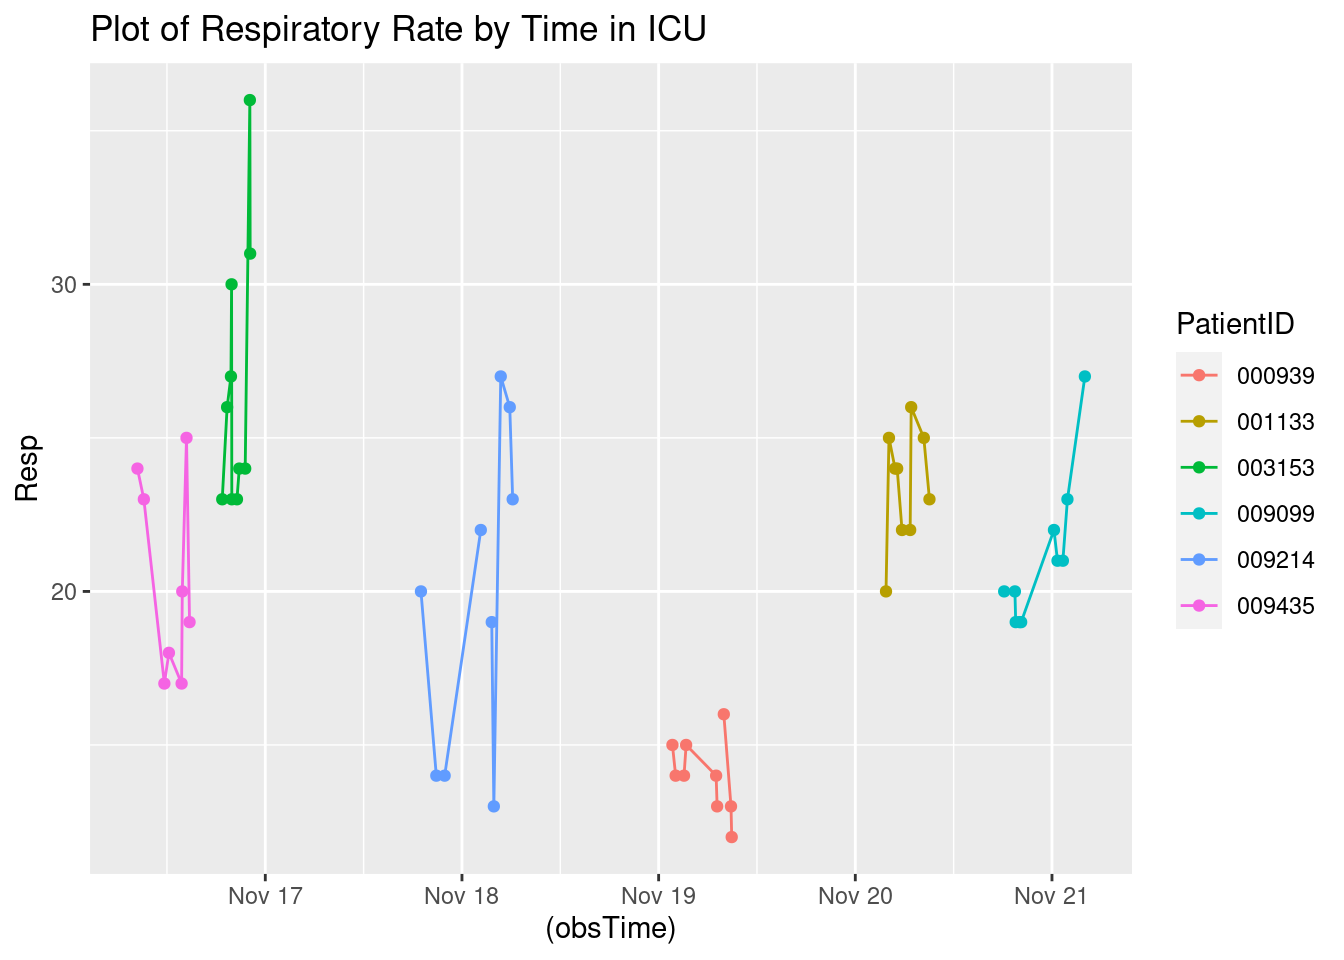 Plot of Respiratory Rate by Time in ICU
Resp
30
20
Nov 17
Nov 18
Nov 19
Nov 20
Nov 21
(obsTime)
PatientID
000939
001133
003153
009099
009214
009435